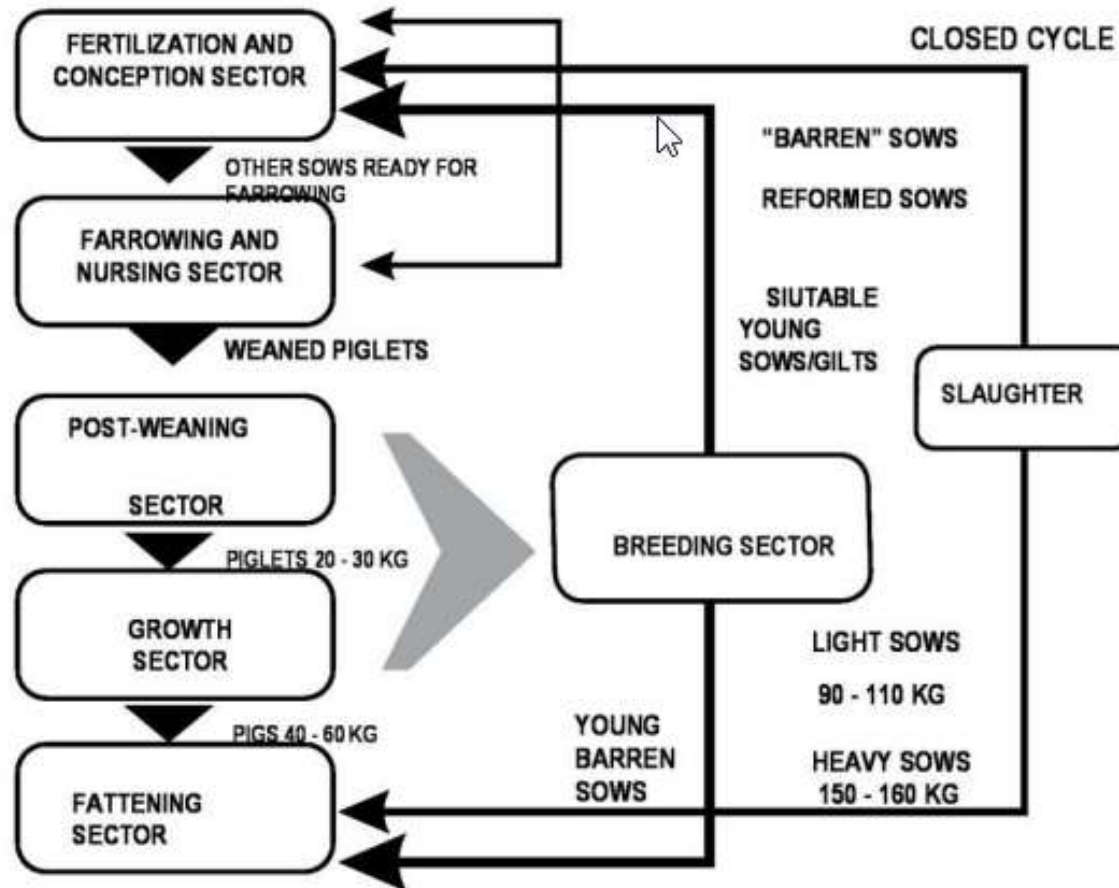 FERTILIZATION AND
CONCEPTION SECTOR
CLOSED CYCLE
"BARREN" SOWS
OTHER SOWS READY FOR
FARROWING
REFORMED SOWS
FARROWING AND
NURSING SECTOR
SIUTABLE
YOUNG
SOWS/GILTS
WEANED PIGLETS
SLAUGHTER
POST-WEANING
SECTOR
BREEDING SECTOR
PIGLETS 20 - 30 KG
GROWTH
SECTOR
LIGHT SOWS
90 - 110 KG
PIGS 40 - 60 KG
YOUNG
BARREN
SOWS
HEAVY SOWS
150 - 160 KG
FATTENING
SECTOR